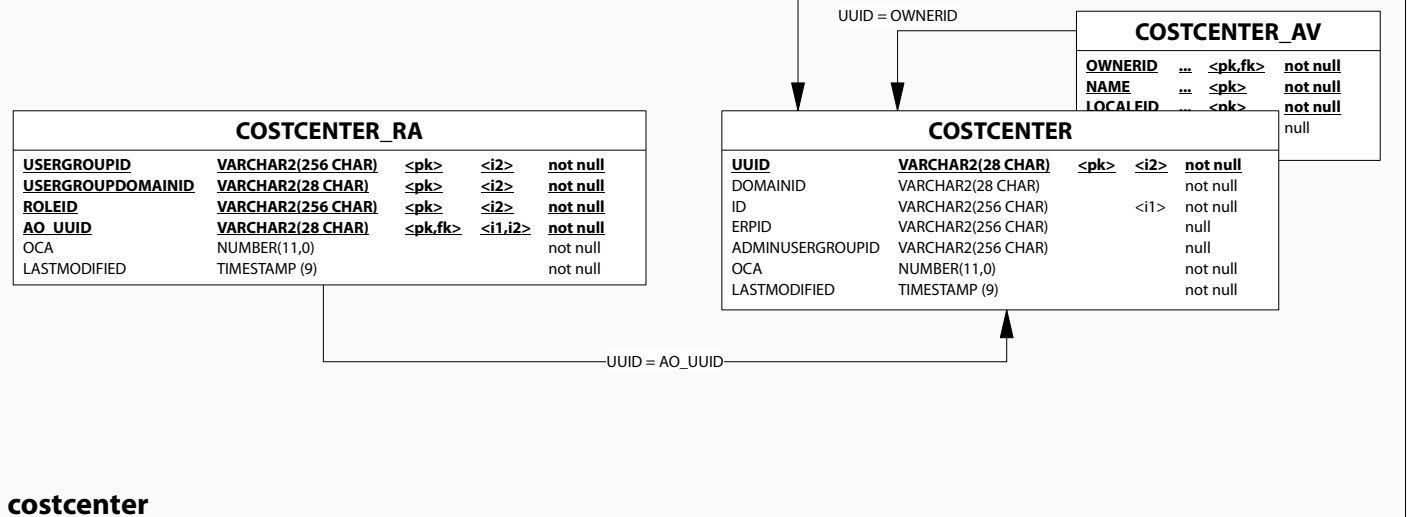 UUID = OWNERID
COSTCENTER_AV
OWNERID ... <pk,fk> not null
NAME ... <pk> not null
LOCALEID ... <pk> not null
null
COSTCENTER_RA
USERGROUPID VARCHAR2(256 CHAR) <pk> <i2> not null
USERGROUPDOMAINID VARCHAR2(28 CHAR) <pk> <i2> not null
ROLEID VARCHAR2(256 CHAR) <pk> <i2> not null
AO_UUID VARCHAR2(28 CHAR) <pk,fk> <i1,i2> not null
OCA NUMBER(11,0) not null
LASTMODIFIED TIMESTAMP (9) not null
COSTCENTER
UUID VARCHAR2(28 CHAR) <pk> <i2> not null
DOMAINID VARCHAR2(28 CHAR) not null
ID VARCHAR2(256 CHAR) <i1> not null
ERPID VARCHAR2(256 CHAR) null
ADMINUSERGROUPID VARCHAR2(256 CHAR) null
OCA NUMBER(11,0) not null
LASTMODIFIED TIMESTAMP (9) not null
UUID = AO_UUID
costcenter